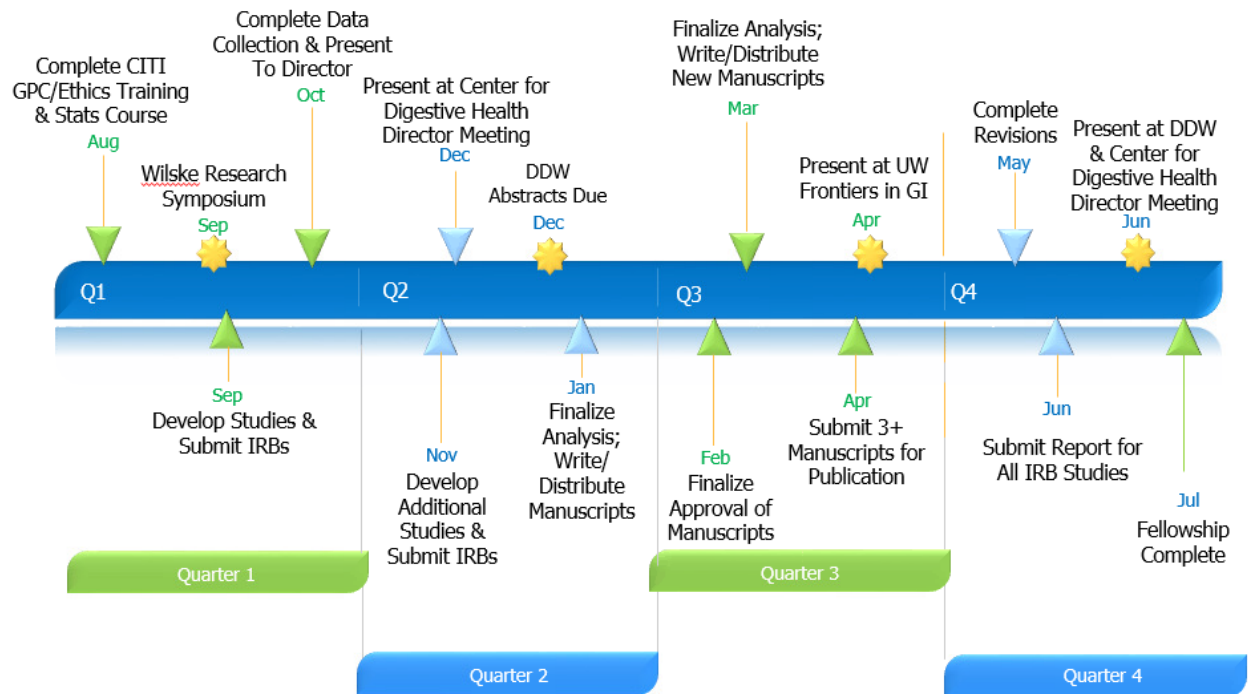 Complete CITI
GPC/Ethics Training
& Stats Course
Aug
Wilske Research
Symposium
Sep
Complete Data
Collection & Present
To Director
Oct
Present at Center for
Digestive Health
Director Meeting
Dec
DDW
Abstracts Due
Dec
Finalize Analysis;
Write/Distribute
New Manuscripts
Mar
Present at UW
Frontiers in GI
Apr
Complete
Revisions
May
Present at DDW
& Center for
Digestive Health
Director Meeting
Jun
Q1
Q2
Q3
Q4
Sep
Develop Studies &
Submit IRBs
Nov
Develop
Additional
Studies &
Submit IRBs
Jan
Finalize
Analysis;
Write/
Distribute
Manuscripts
Feb
Finalize
Approval of
Manuscripts
Apr
Submit 3+
Manuscripts for
Publication
Jun
Submit Report for
All IRB Studies
Jul
Fellowship
Complete
Quarter 1
Quarter 3
Quarter 2
Quarter 4